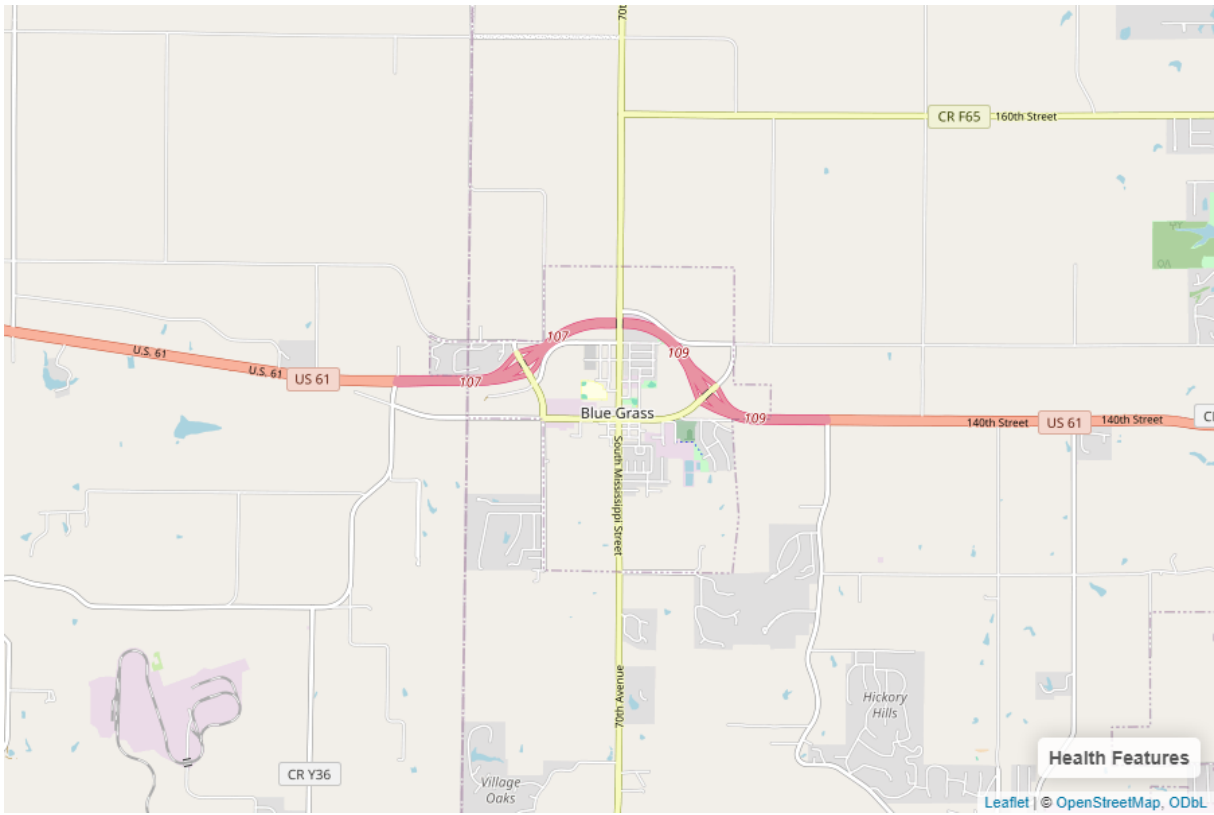 70t
CR F65
160th Street
107
109
U.S. 61
U.S. 61
US 61
107
Blue Grass
109
140th Street
US 61
140th Street
South Mississippi Street
70th Avenue
Hickory
Hills
Health Features
CR Y36
Village
Oaks
Leaflet | © OpenStreetMap, ODbL